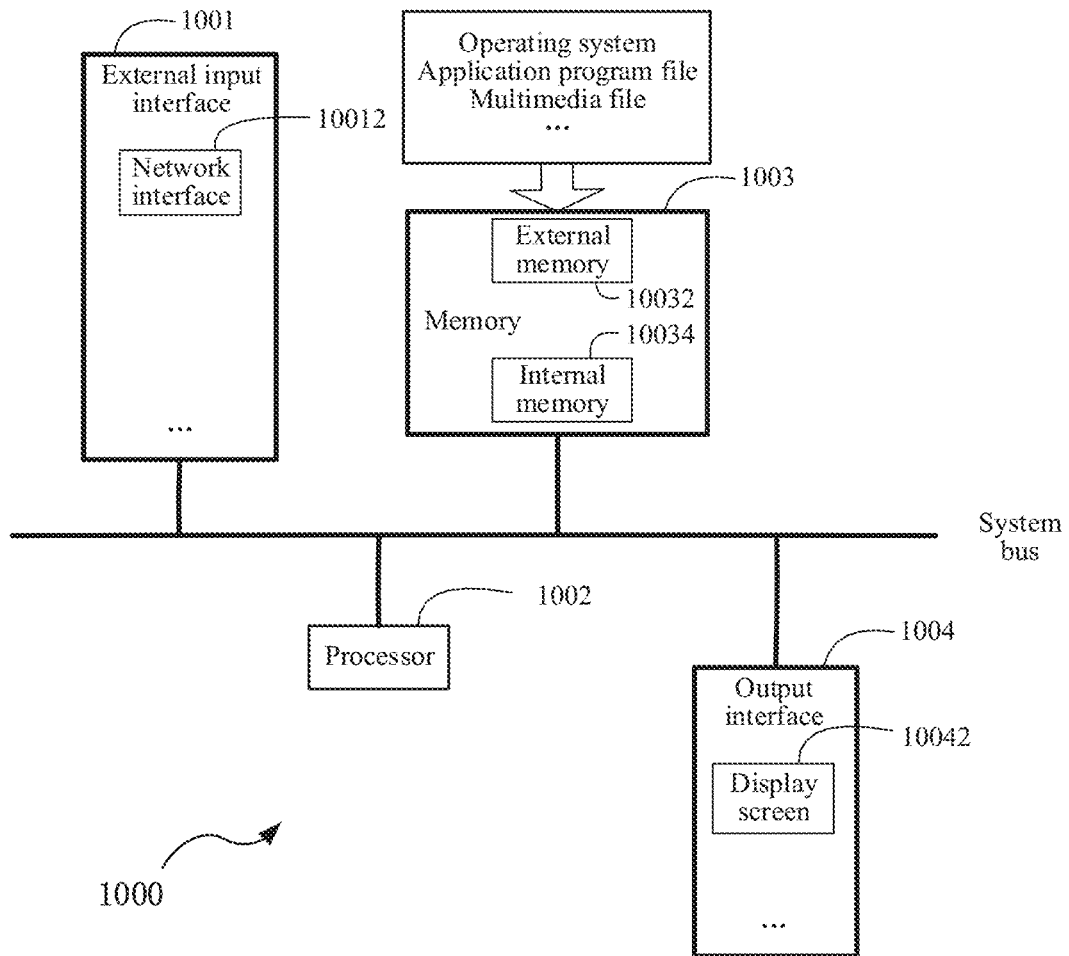 1001
External input
interface
10012
Network
interface
...
Operating system
Application program file
Multimedia file
...
1003
External
memory
10032
Memory
10034
Internal
memory
System
bus
1002
Processor
1004
Output
interface
10042
Display
screen
...
1000